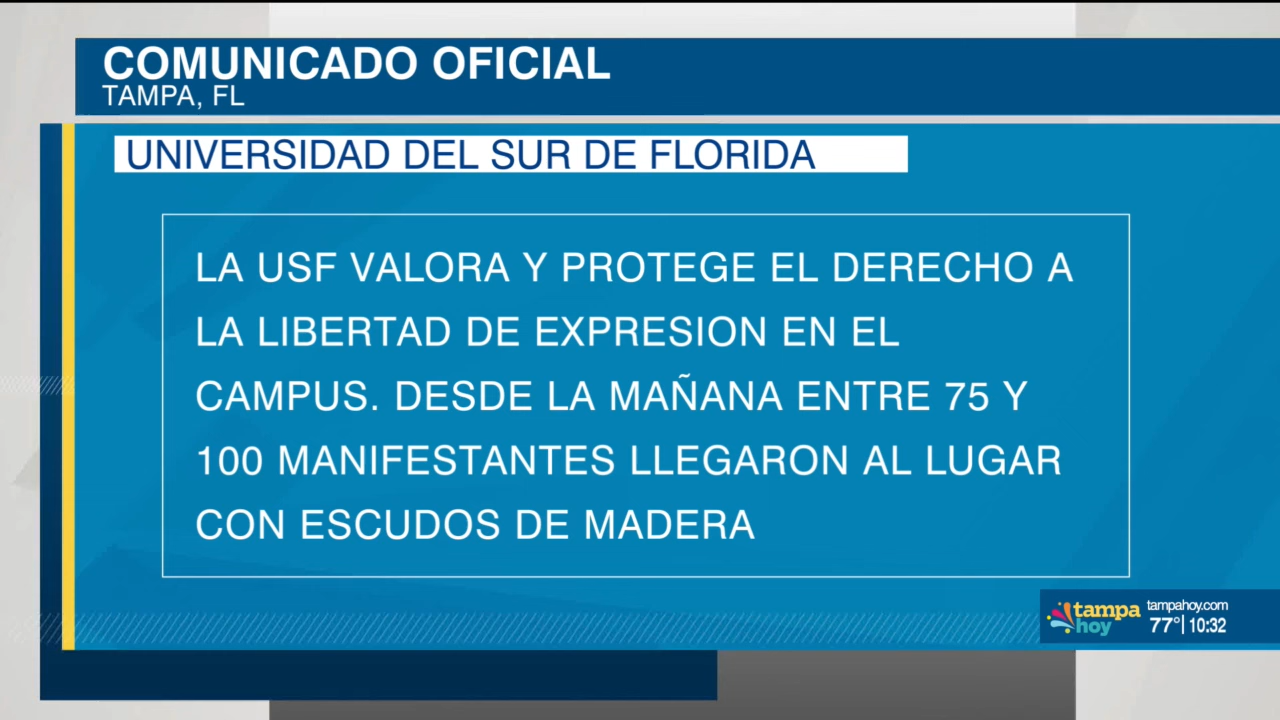 COMUNICADO OFICIAL
TAMPA, FL
UNIVERSIDAD DEL SUR DE FLORIDA
LA USF VALORA Y PROTEGE EL DERECHO A
LA LIBERTAD DE EXPRESION EN EL
CAMPUS. DESDE LA MAÑANA ENTRE 75 Y
100 MANIFESTANTES LLEGARON AL LUGAR
CON ESCUDOS DE MADERA
tampa
hoy
tampahoy.com
77° | 10:32